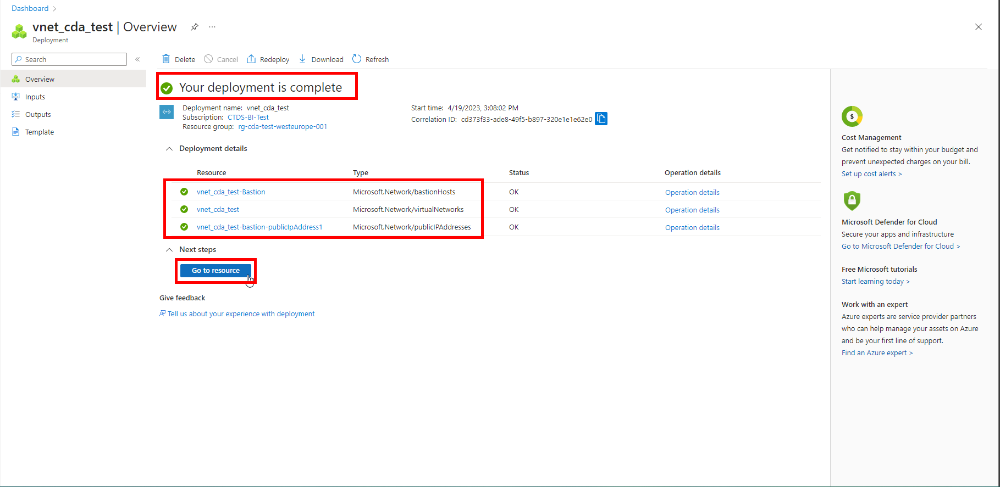 Dashboard >
vnet_cda_test | Overview
Deployment
Search
Overview
Inputs
Outputs
Template
Delete
Cancel
Redeploy
Download
Refresh
Your deployment is complete
Deployment name: vnet_cda_test
Subscription: CTDS-BI-Test
Resource group: rg-cda-test-westeurope-001
Start time: 4/19/2023, 3:08:02 PM
Correlation ID: cd373f33-ade8-49f5-b897-320e1e1e62e0
Deployment details
Resource Type Status Operation details
vnet_cda_test-Bastion Microsoft.Network/bastionHosts OK Operation details
vnet_cda_test Microsoft.Network/virtualNetworks OK Operation details
vnet_cda_test-bastion-publicIpAddress1 Microsoft.Network/publicIPAddresses OK Operation details
Next steps
Go to resource
Give feedback
Tell us about your experience with deployment
$
Cost Management
Get notified to stay within your budget and
prevent unexpected charges on your bill.
Set up cost alerts >
Microsoft Defender for Cloud
Secure your apps and infrastructure
Go to Microsoft Defender for Cloud >
Free Microsoft tutorials
Start learning today >
Work with an expert
Azure experts are service provider partners
who can help manage your assets on Azure
and be your first line of support.
Find an Azure expert >